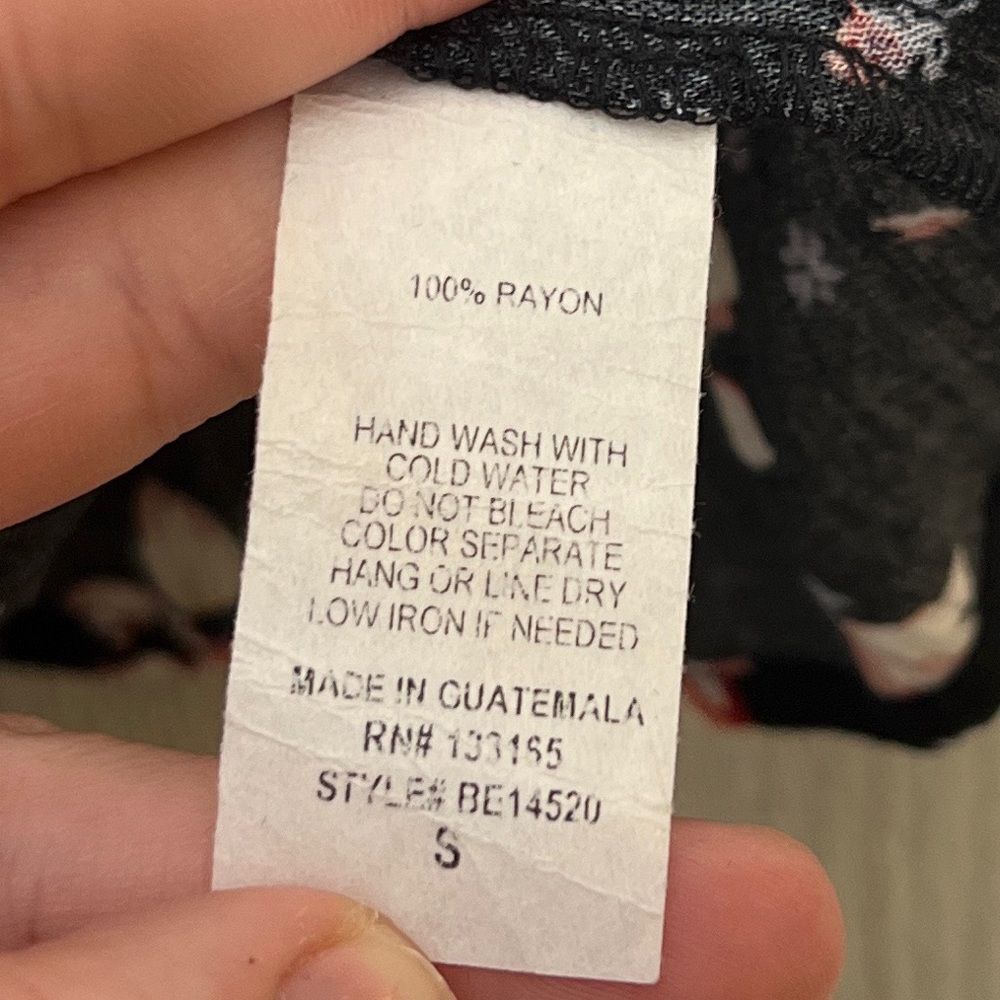 100% RAYON
HAND WASH WITH
COLD WATER
DO NOT BLEACH
COLOR SEPARATE
HANG OR LINE DRY
LOW IRON IF NEEDED
MADE IN GUATEMALA
RN# 133165
STYLE# BE14520
S